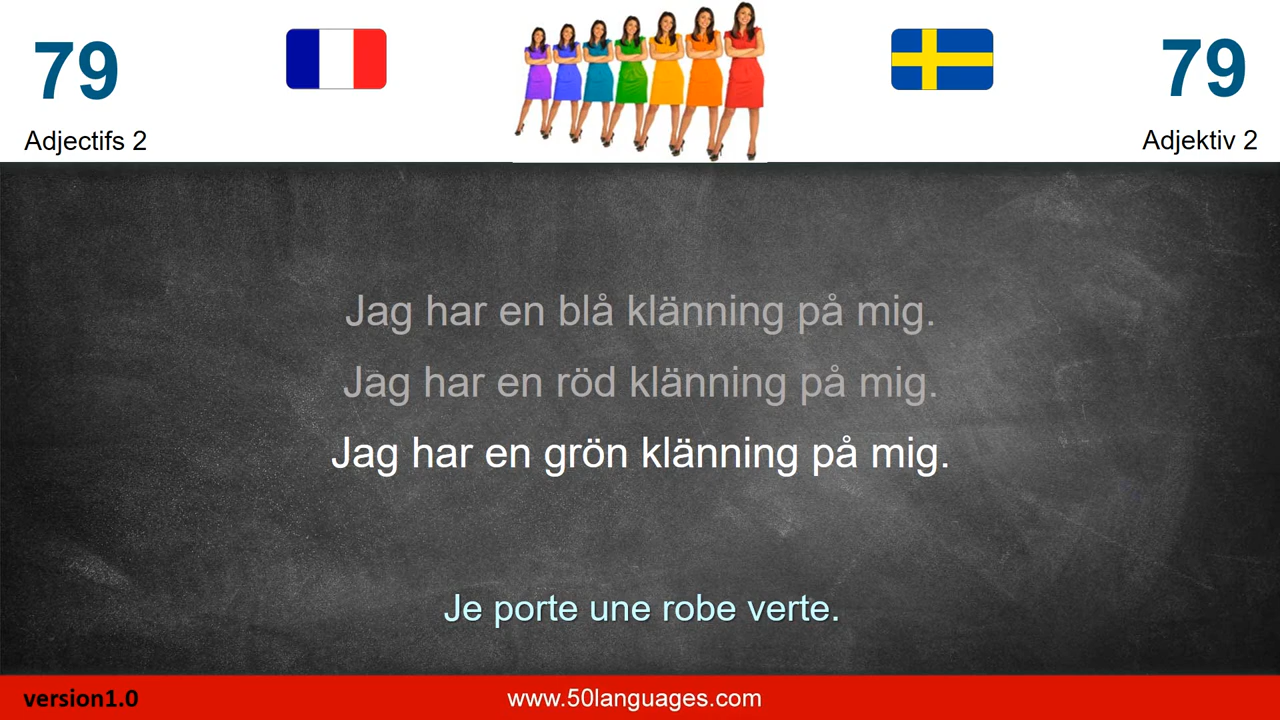 79
79
Adjectifs 2
Adjektiv 2
Jag har en blå klänning på mig.
Jag har en röd klänning på mig.
Jag har en grön klänning på mig.
Je porte une robe verte.
version1.0
www.50languages.com